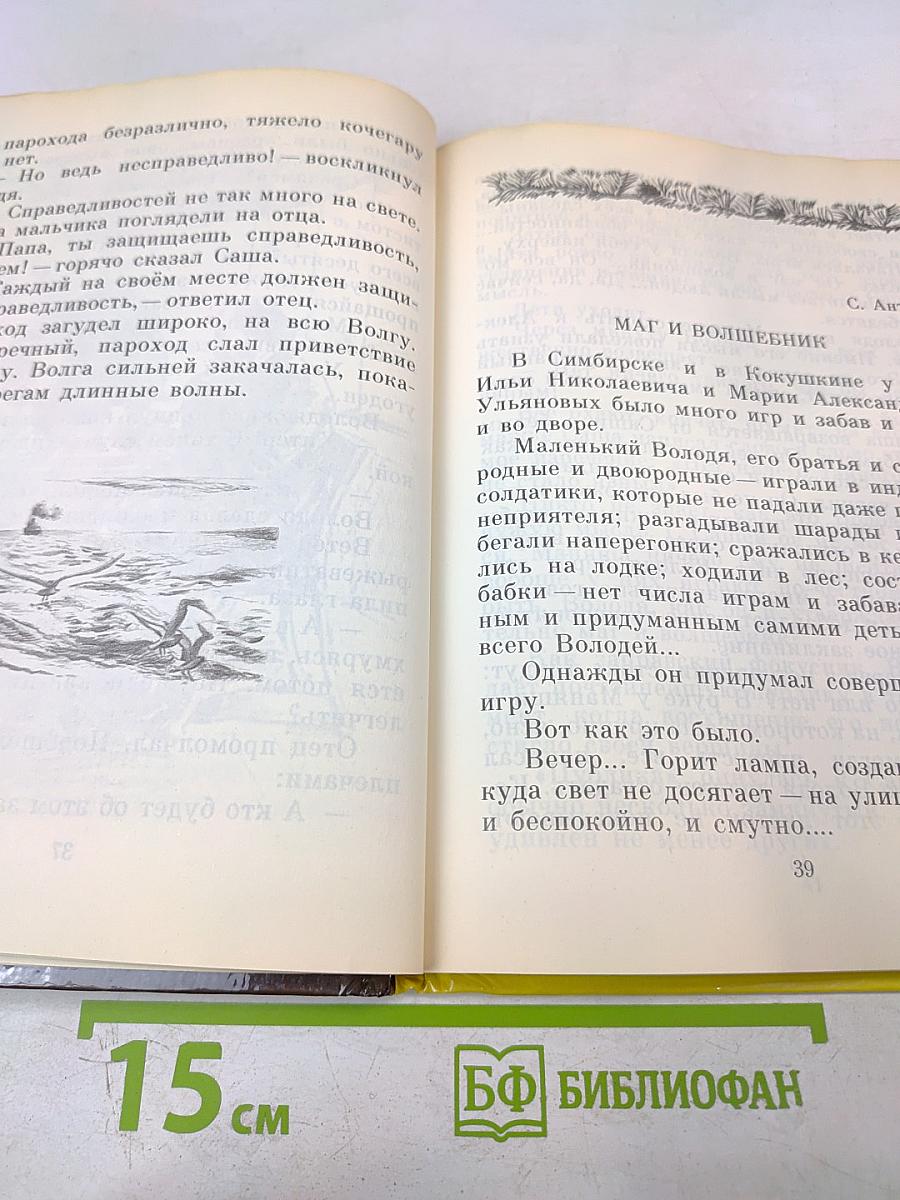 парохода безразлично, тяжело кочегару
нет.
— Но ведь несправедливо! — воскликнул
дя.
Справедливостей не так много на свете.
а мальчика поглядели на отца.
Папа, ты защищаешь справедливость,
ем! — горячо сказал Саша.
Каждый на своём месте должен защи-
раведливость, — ответил отец.
ход загудел широко, на всю Волгу.
речный, пароход слал приветствие
у. Волга сильней закачалась, пока-
регам длинные волны.
37
С. Ант
МАГ И ВОЛШЕБНИК
В Симбирске и в Кокушкине у
Ильи Николаевича и Марии Александ
Ульяновых было много игр и забав и
и во дворе.
Маленький Володя, его братья и с
родные и двоюродные — играли в инд
солдатики, которые не падали даже п
неприятеля; разгадывали шарады и
бегали наперегонки; сражались в ке
лись на лодке; ходили в лес; сост
бабки — нет числа играм и забава
ным и придуманным самими деть
всего Володей...
Однажды он придумал соверш
игру.
Вот как это было.
Вечер... Горит лампа, создав
куда свет не досягает — на улиц
и беспокойно, и смутно....
39
15 см
БФ БИБЛИОФАН